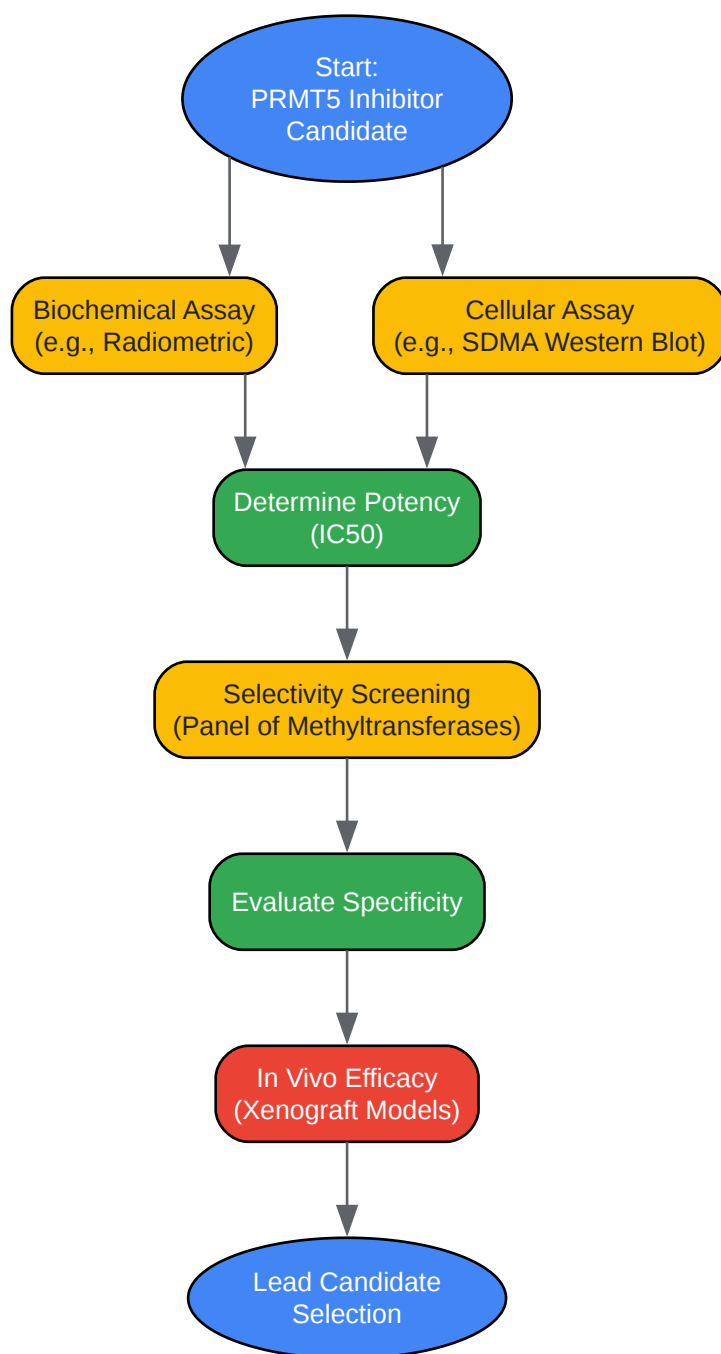 Start:
PRMT5 Inhibitor
Candidate
Biochemical Assay
(e.g., Radiometric)
Cellular Assay
(e.g., SDMA Western Blot)
Determine Potency
(IC50)
Selectivity Screening
(Panel of Methyltransferases)
Evaluate Specificity
In Vivo Efficacy
(Xenograft Models)
Lead Candidate
Selection